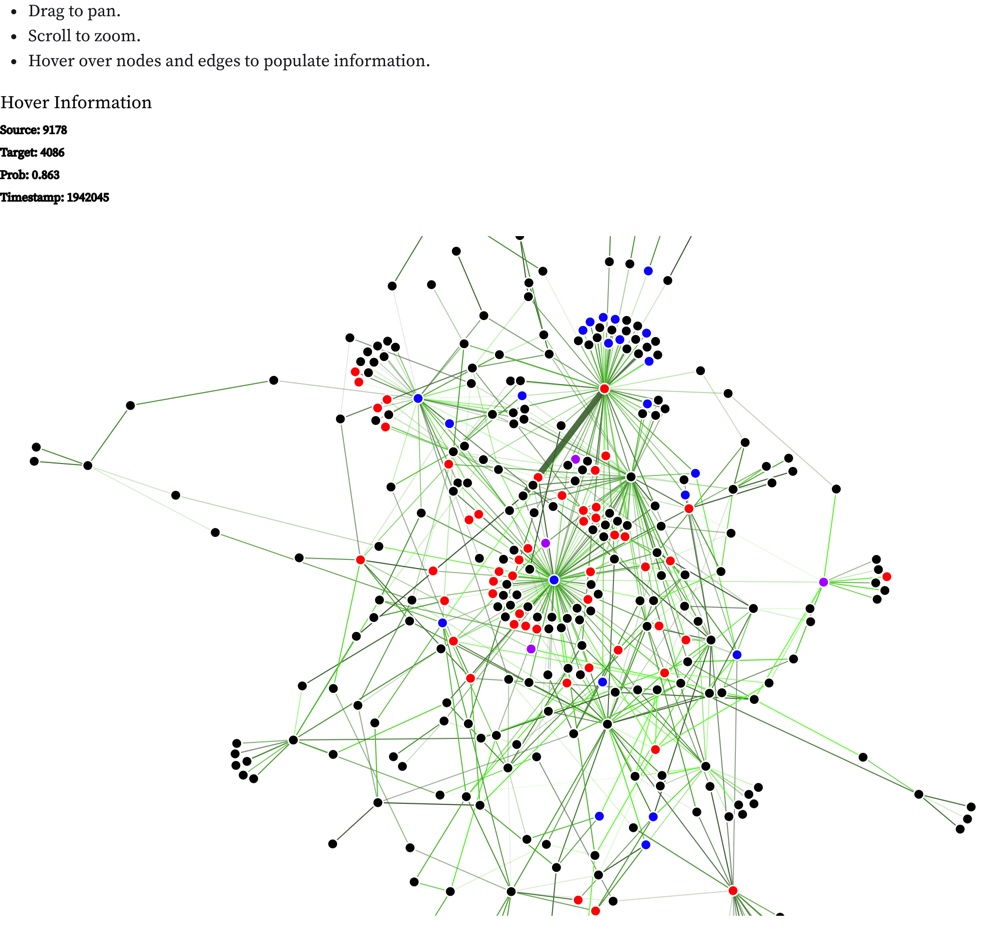 Drag to pan.
Scroll to zoom.
Hover over nodes and edges to populate information.
Hover Information
Source: 9178
Target: 4086
Prob: 0.863
Timestamp: 1942045